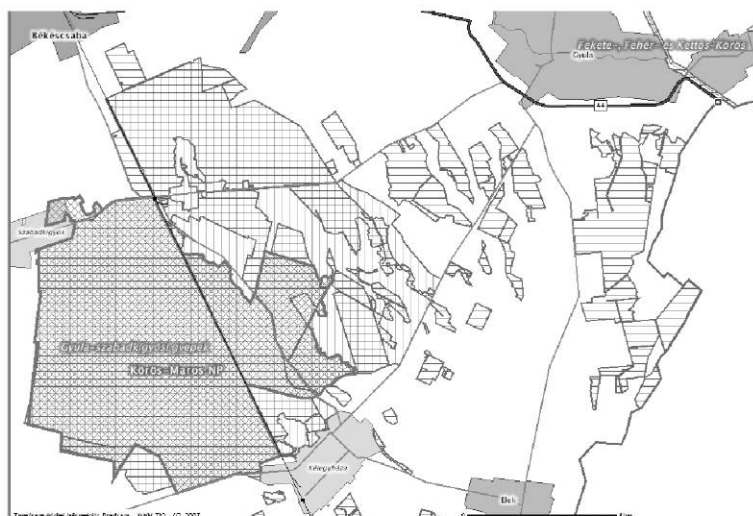 Békéscsaba
Gyula
Fekete-, Fehér- és Kettős-Körös
44
Szabadkígyós
Gyula-szabadkígyósi gyepek
Körös-Maros NP
Kétegyháza
Elek